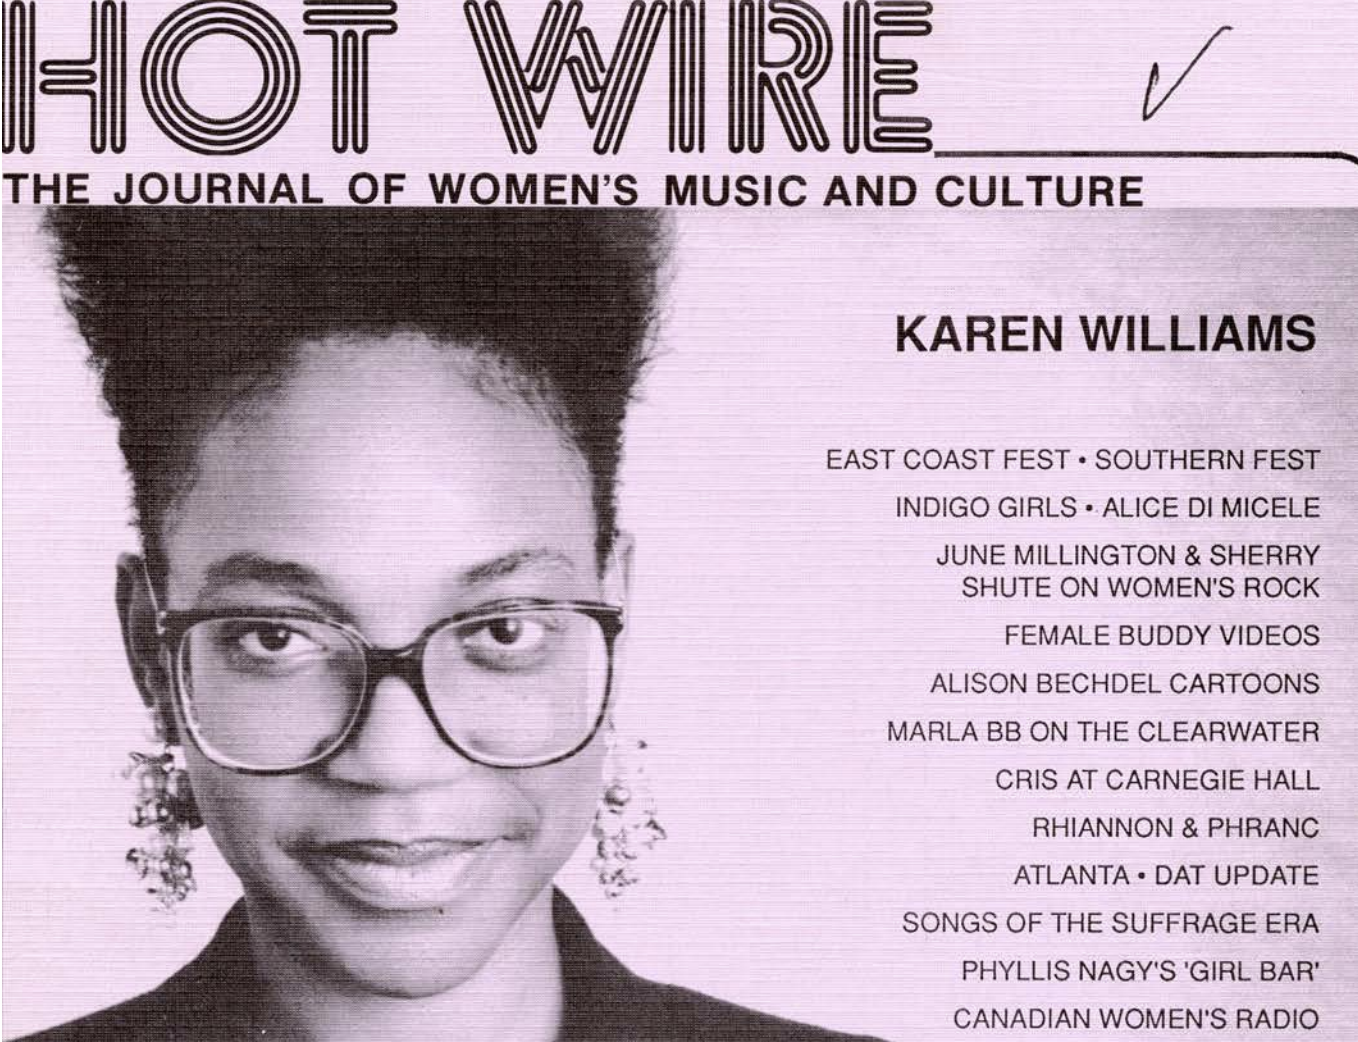 HOT WIRE
THE JOURNAL OF WOMEN'S MUSIC AND CULTURE
KAREN WILLIAMS
EAST COAST FEST • SOUTHERN FEST
INDIGO GIRLS • ALICE DI MICELE
JUNE MILLINGTON & SHERRY
SHUTE ON WOMEN'S ROCK
FEMALE BUDDY VIDEOS
ALISON BECHDEL CARTOONS
MARLA BB ON THE CLEARWATER
CRIS AT CARNEGIE HALL
RHIANNON & PHRANC
ATLANTA • DAT UPDATE
SONGS OF THE SUFFRAGE ERA
PHYLLIS NAGY'S 'GIRL BAR'
CANADIAN WOMEN'S RADIO